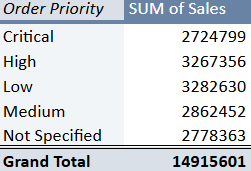 Order Priority SUM of Sales
Critical 2724799
High 3267356
Low 3282630
Medium 2862452
Not Specified 2778363
Grand Total 14915601